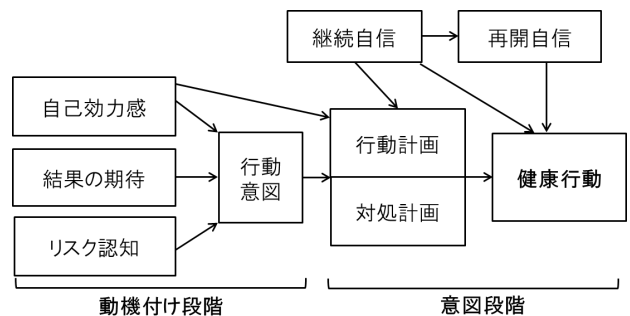 継続自信
再開自信
自己効力感
結果の期待
リスク認知
行動
意図
行動計画
対処計画
健康行動
動機付け段階
意図段階